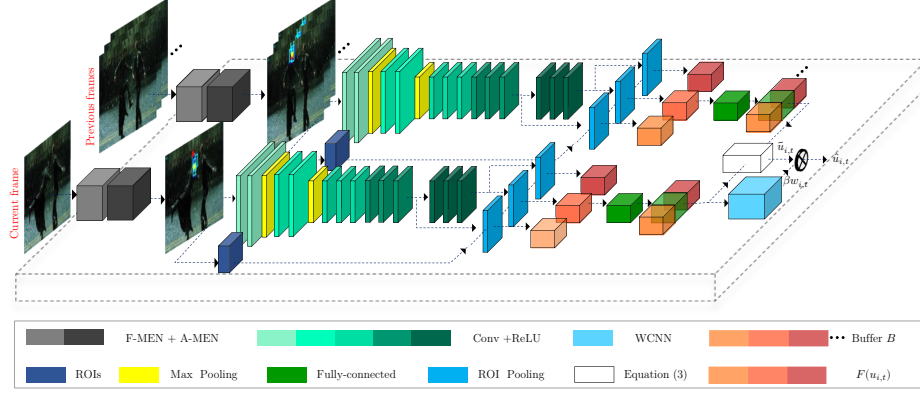 Previous frames
Current frame
ū_{i,t}
û_{i,t}
βw_{i,t}
F-MEN + A-MEN
Conv +ReLU
WCNN
Buffer B
ROIs
Max Pooling
Fully-connected
ROI Pooling
Equation (3)
F(u_{i,t})